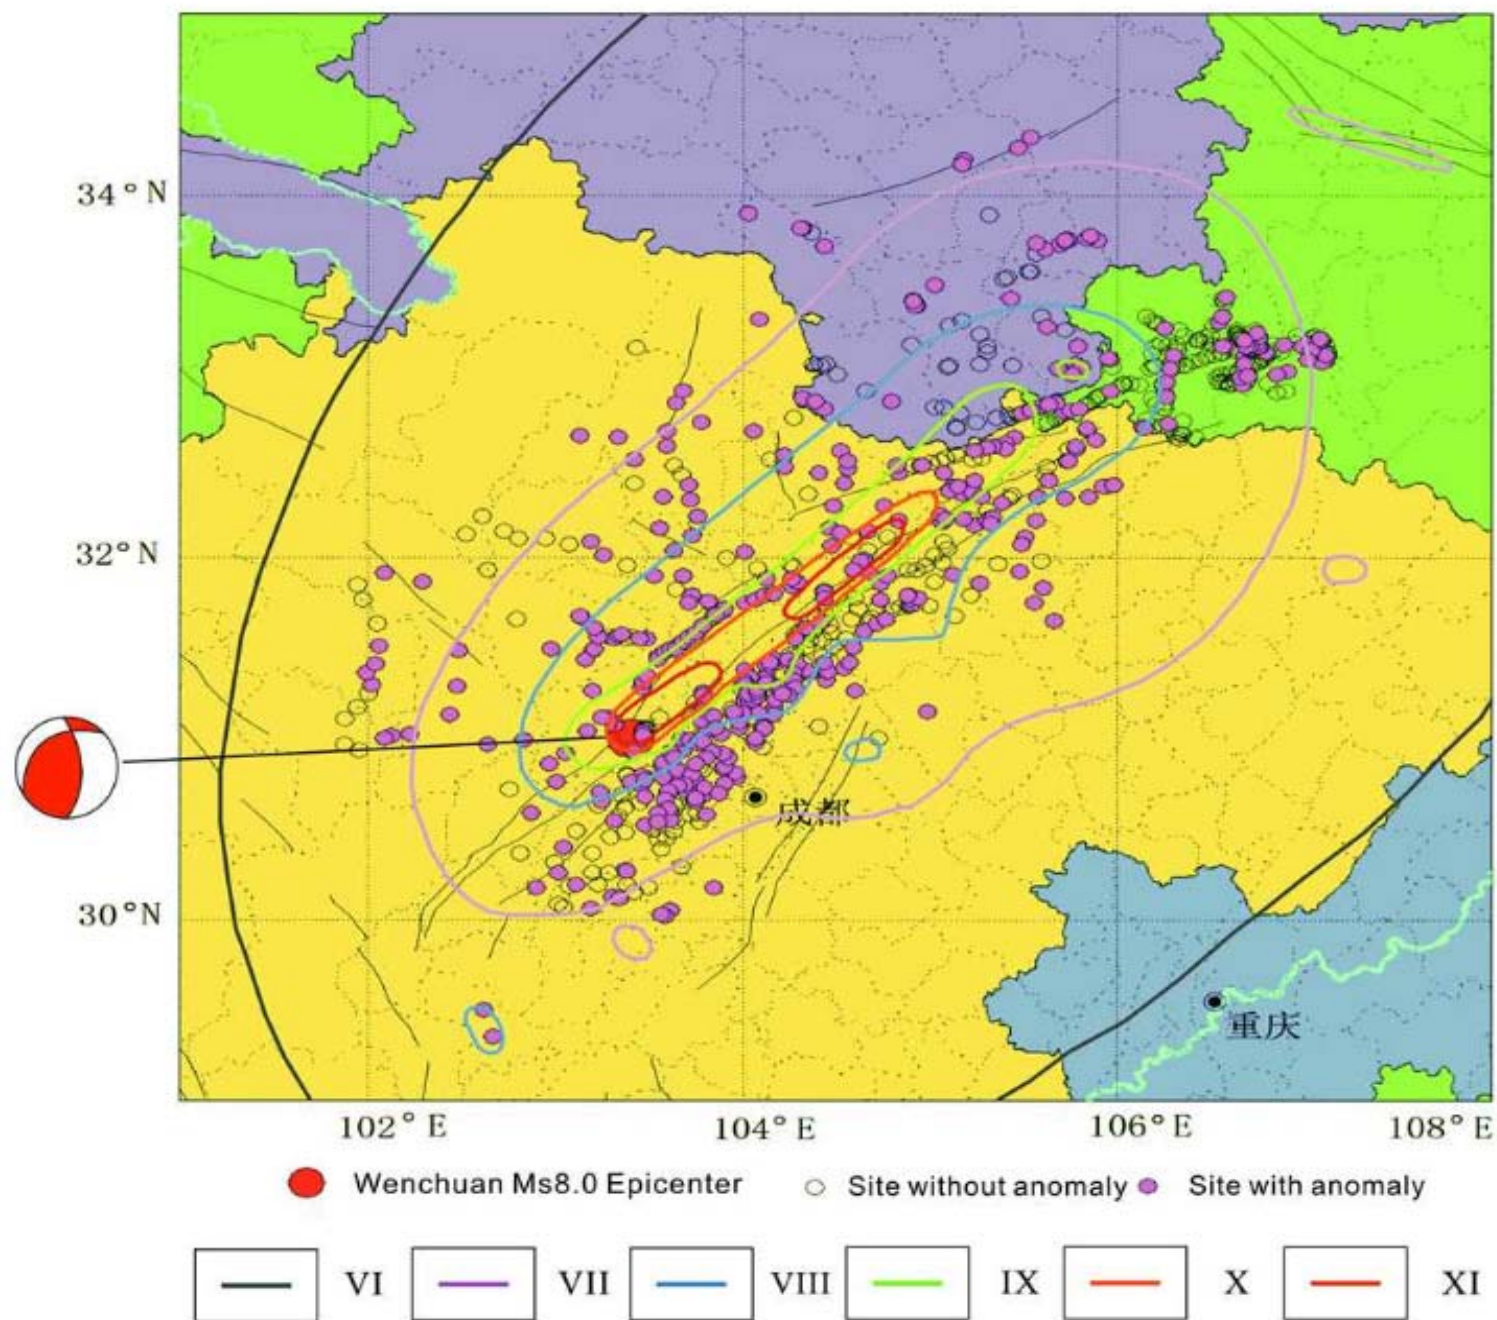 34°N
32°N
成都
30°N
重庆
102°E
104°E
106°E
108°E
Wenchuan Ms8.0 Epicenter
Site without anomaly
Site with anomaly
VI
VII
VIII
IX
X
XI